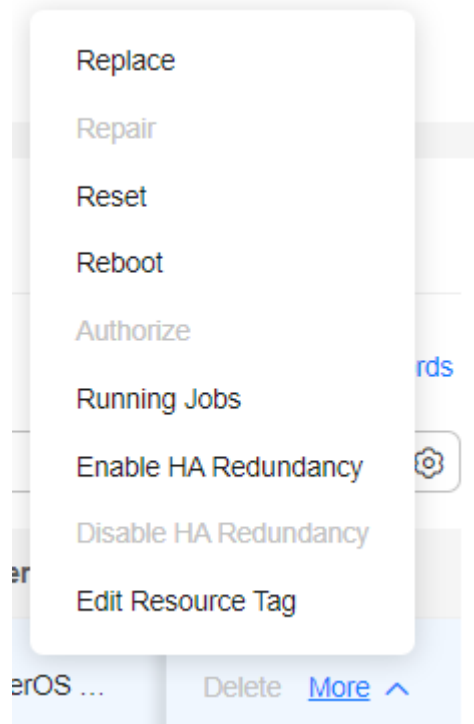 Replace
Repair
Reset
Reboot
Authorize
rds
Running Jobs
Enable HA Redundancy
Disable HA Redundancy
er
Edit Resource Tag
erOS ... Delete More